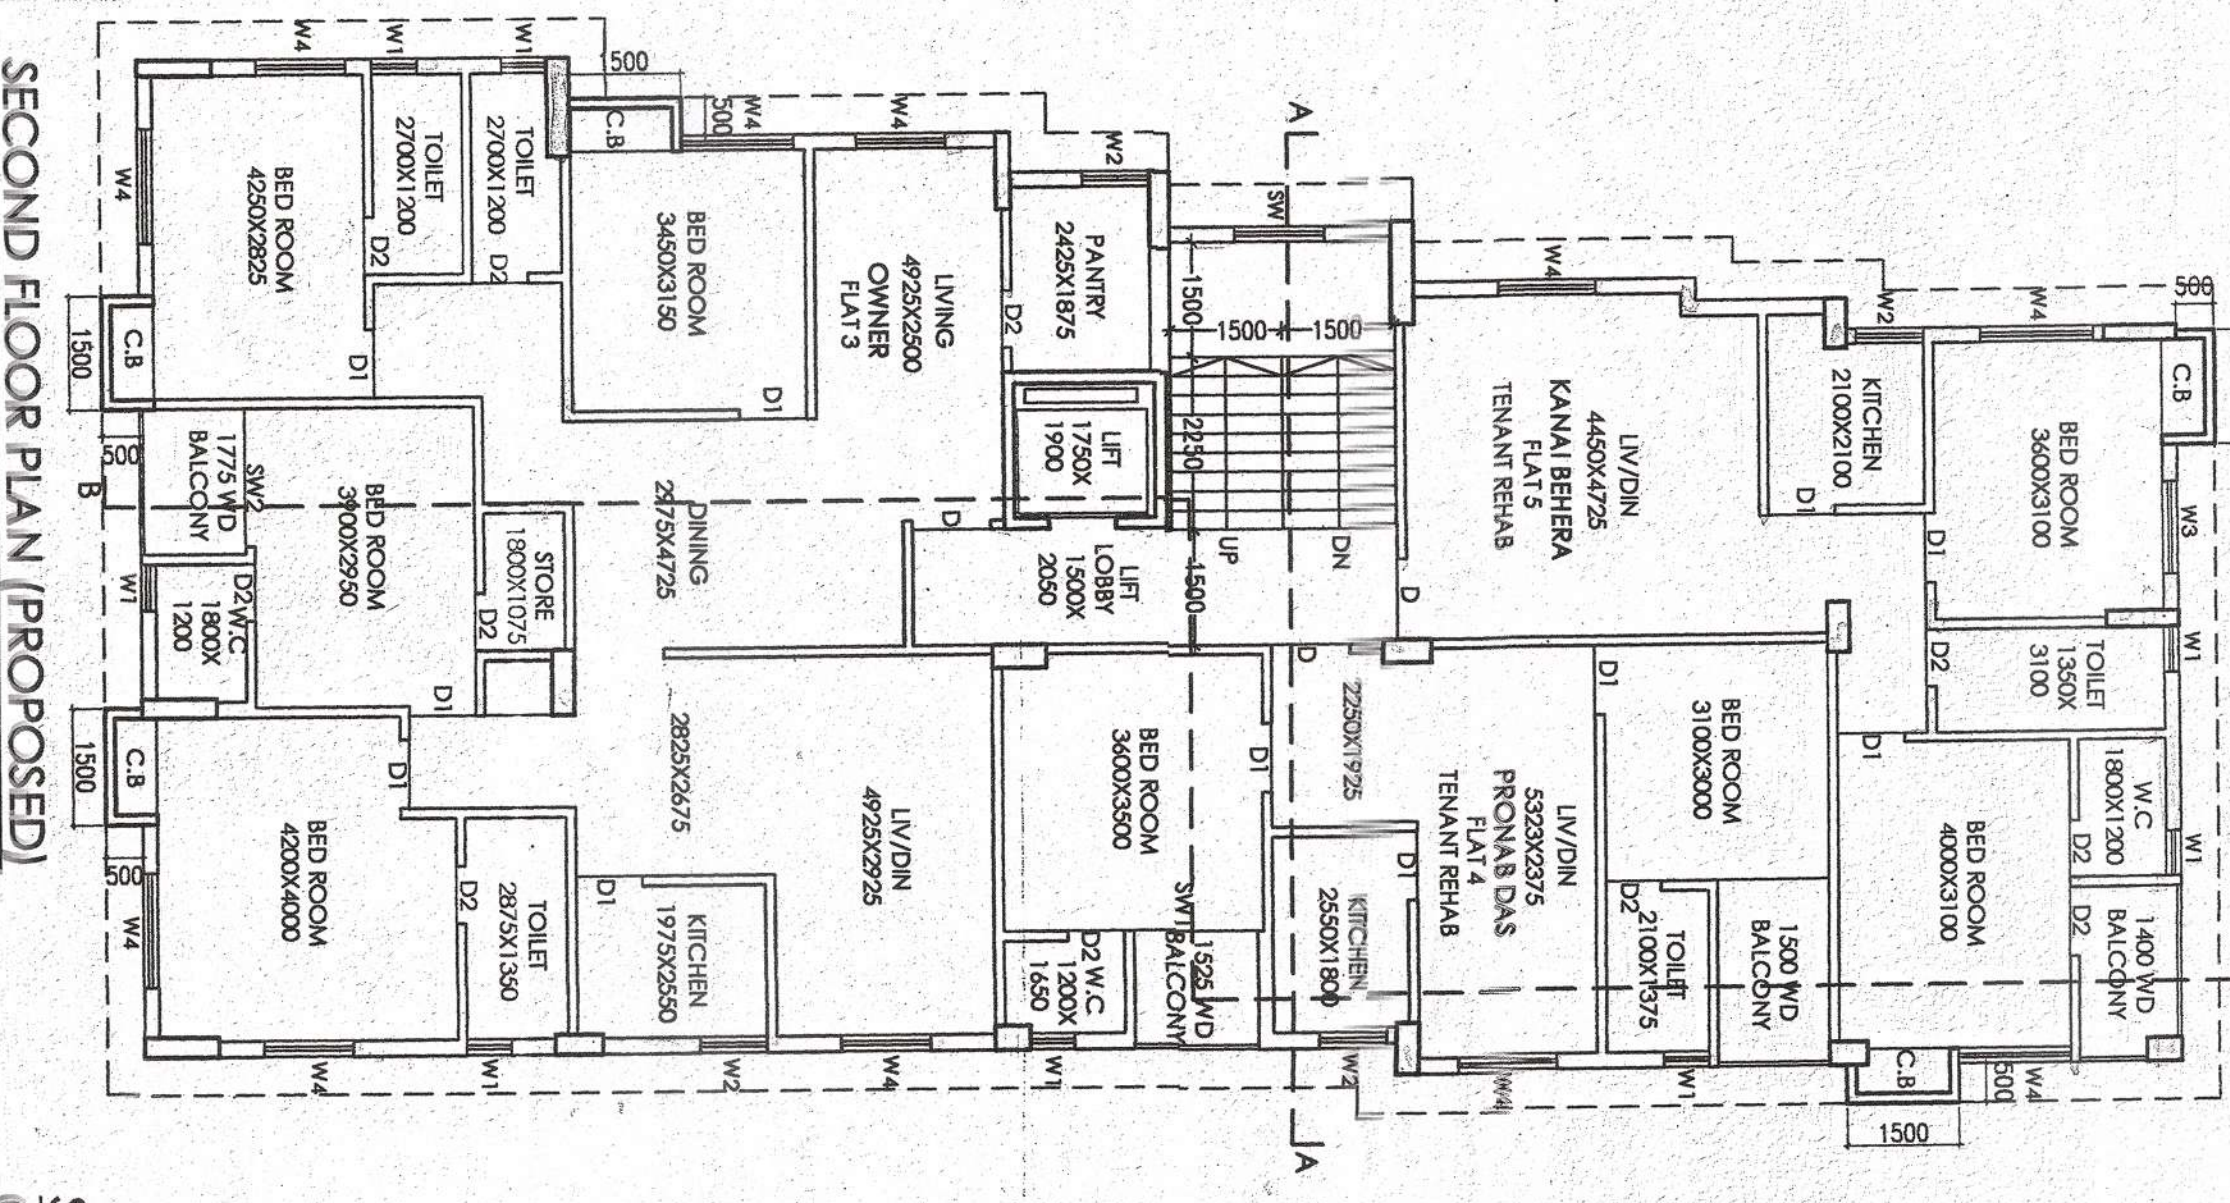 SECOND FLOOR PLAN (PROPOSED)
W4
W1
W1
500
W4
500
W4
W2
A
SW
W4
W2
W4
500
C.B
BED ROOM
4250X2825
TOILET
2700X1200
D2
TOILET
2700X1200
D2
C.B
BED ROOM
3450X3150
D1
LIVING
4925X2500
OWNER
FLAT 3
PANTRY
2425X1875
D2
1500
1500
1500
2250
LIV/DIN
4450X4725
KANAI BEHERA
FLAT 5
TENANT REHAB
D
KITCHEN
2100X2100
D1
BED ROOM
3600X3100
D1
C.B
W3
W4
C.B
1500
D1
500
B
1775 WD
BALCONY
SW2
BED ROOM
3900X2950
D1
STORE
1800X1075
D2
DINING
2975X4725
D
LIFT
1750X
1900
LIFT
LOBBY
1500X
2050
1500
UP
DN
D
TOILET
1350X
3100
D2
W1
W1
D2 W.C
1800X
1200
C.B
1500
500
W4
BED ROOM
4200X4000
D1
TOILET
2875X1350
D2
2825X2675
KITCHEN
1975X2550
D1
LIV/DIN
4925X2925
BED ROOM
3600X3500
D1
D2 W.C
1200X
1650
SW1
1525 WD
BALCONY
2250X1925
KITCHEN
2550X1800
D1
LIV/DIN
5323X2375
PRONAB DAS
FLAT 4
TENANT REHAB
BED ROOM
3100X3000
D1
TOILET
2100X1375
D2
1500 WD
BALCONY
BED ROOM
4000X3100
D1
W.C
1800X1200
D2
W1
1400 WD
BALCONY
D2
C.B
500
1500
W4
W1
W2
W4
W1
W2
A
W4
W1
W4